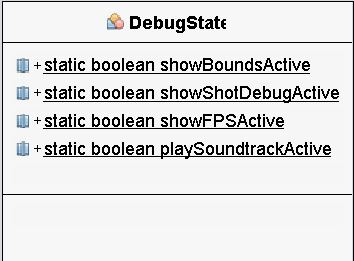 DebugState
+static boolean showBoundsActive
+static boolean showShotDebugActive
+static boolean showFPSActive
+static boolean playSoundtrackActive